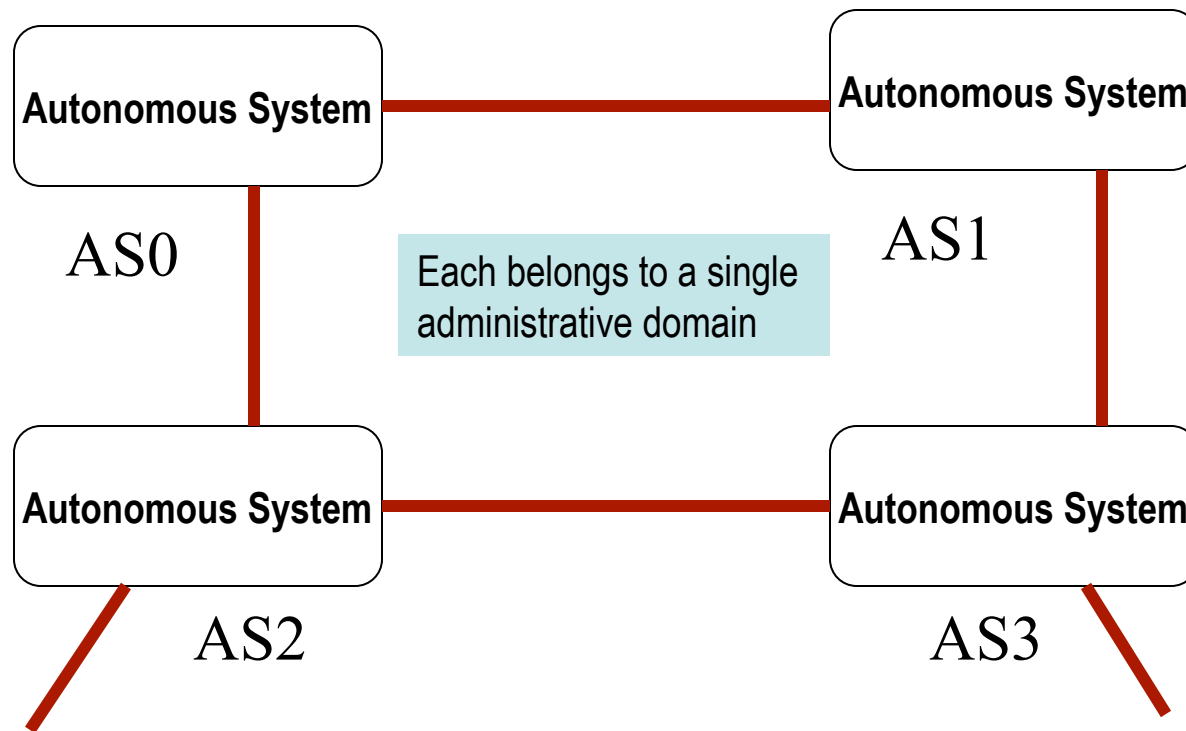 Autonomous System
Autonomous System
AS0
AS1
Each belongs to a single
administrative domain
Autonomous System
Autonomous System
AS2
AS3